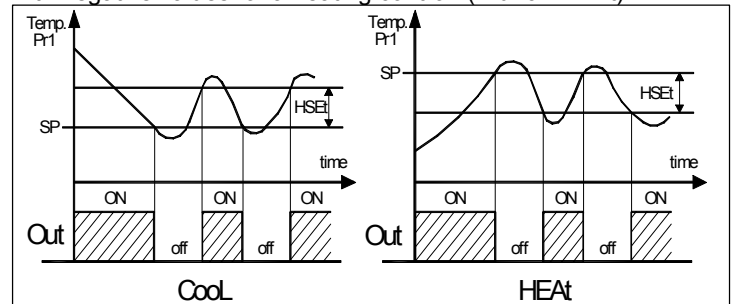 Temp.
Pr1
SP
HSEt
time
ON
ON
ON
Out
off
off
CooL
Temp.
Pr1
SP
HSEt
time
ON
ON
ON
Out
off
off
HEAt